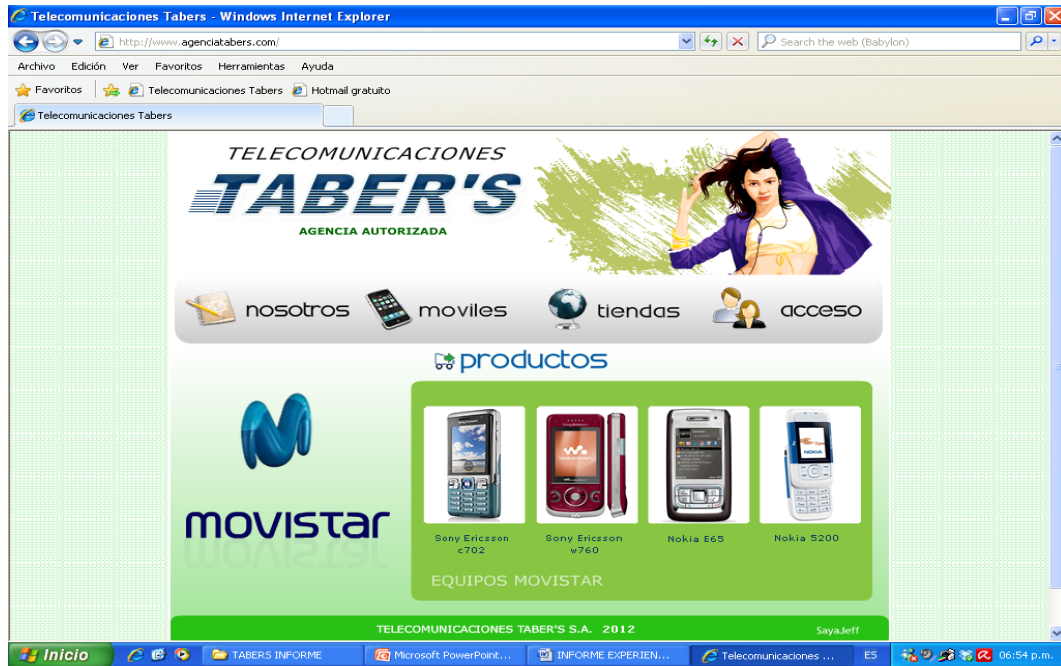 Telecomunicaciones Tabers - Windows Internet Explorer
http://www.agenciatabers.com/
Search the web (Babylon)
Archivo Edición Ver Favoritos Herramientas Ayuda
Favoritos Telecomunicaciones Tabers Hotmail gratuito
Telecomunicaciones Tabers
TELECOMUNICACIONES
TABER'S
AGENCIA AUTORIZADA
nosotros moviles tiendas acceso
productos
movistar
Sony Ericsson c702
Sony Ericsson w760
Nokia E65
Nokia 5200
EQUIPOS MOVISTAR
TELECOMUNICACIONES TABER'S S.A. 2012
SayaJeff
Inicio TABERS INFORME Microsoft PowerPoint... INFORME EXPERIEN... Telecomunicaciones ... ES 06:54 p.m.